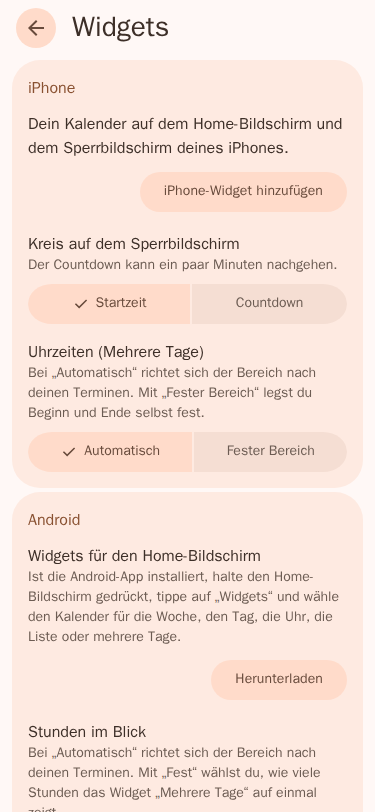 Widgets
iPhone
Dein Kalender auf dem Home-Bildschirm und
dem Sperrbildschirm deines iPhones.
iPhone-Widget hinzufügen
Kreis auf dem Sperrbildschirm
Der Countdown kann ein paar Minuten nachgehen.
Startzeit
Countdown
Uhrzeiten (Mehrere Tage)
Bei „Automatisch“ richtet sich der Bereich nach
deinen Terminen. Mit „Fester Bereich“ legst du
Beginn und Ende selbst fest.
Automatisch
Fester Bereich
Android
Widgets für den Home-Bildschirm
Ist die Android-App installiert, halte den Home-
Bildschirm gedrückt, tippe auf „Widgets“ und wähle
den Kalender für die Woche, den Tag, die Uhr, die
Liste oder mehrere Tage.
Herunterladen
Stunden im Blick
Bei „Automatisch“ richtet sich der Bereich nach
deinen Terminen. Mit „Fest“ wählst du, wie viele
Stunden das Widget „Mehrere Tage“ auf einmal